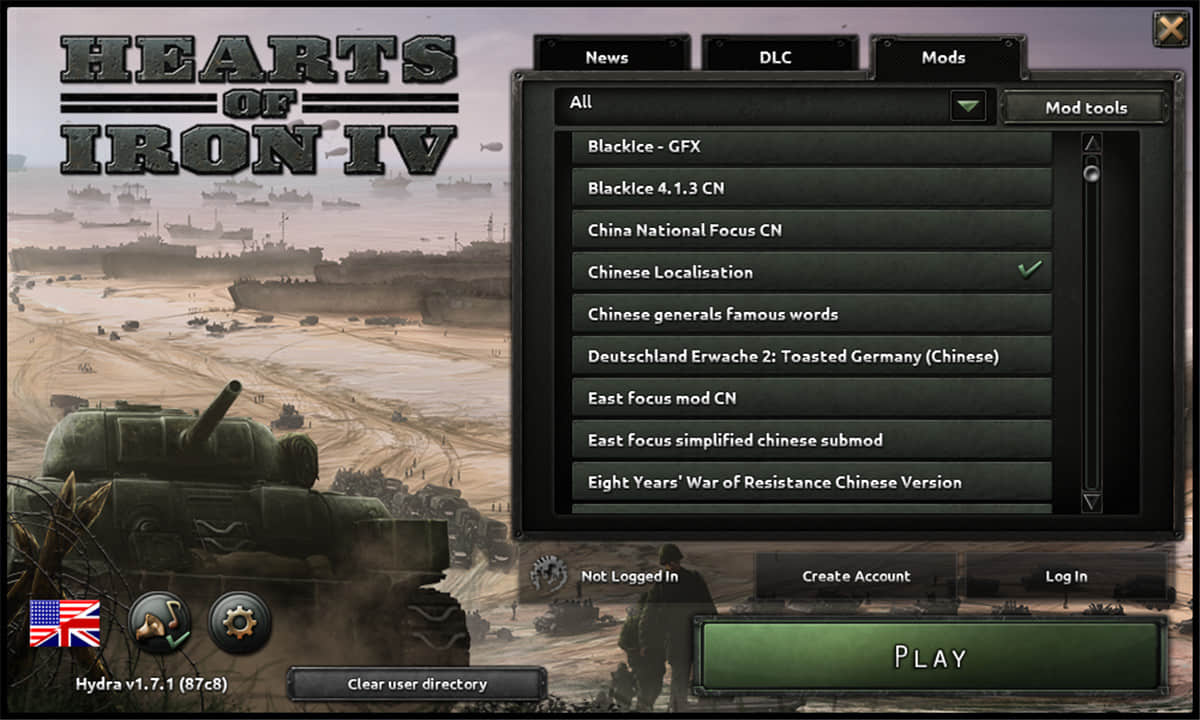 HEARTS
OF
IRON IV
News
DLC
Mods
All
Mod tools
BlackIce - GFX
BlackIce 4.1.3 CN
China National Focus CN
Chinese Localisation
Chinese generals famous words
Deutschland Erwache 2: Toasted Germany (Chinese)
East focus mod CN
East focus simplified chinese submod
Eight Years' War of Resistance Chinese Version
Not Logged In
Create Account
Log In
PLAY
Hydra v1.7.1 (87c8)
Clear user directory